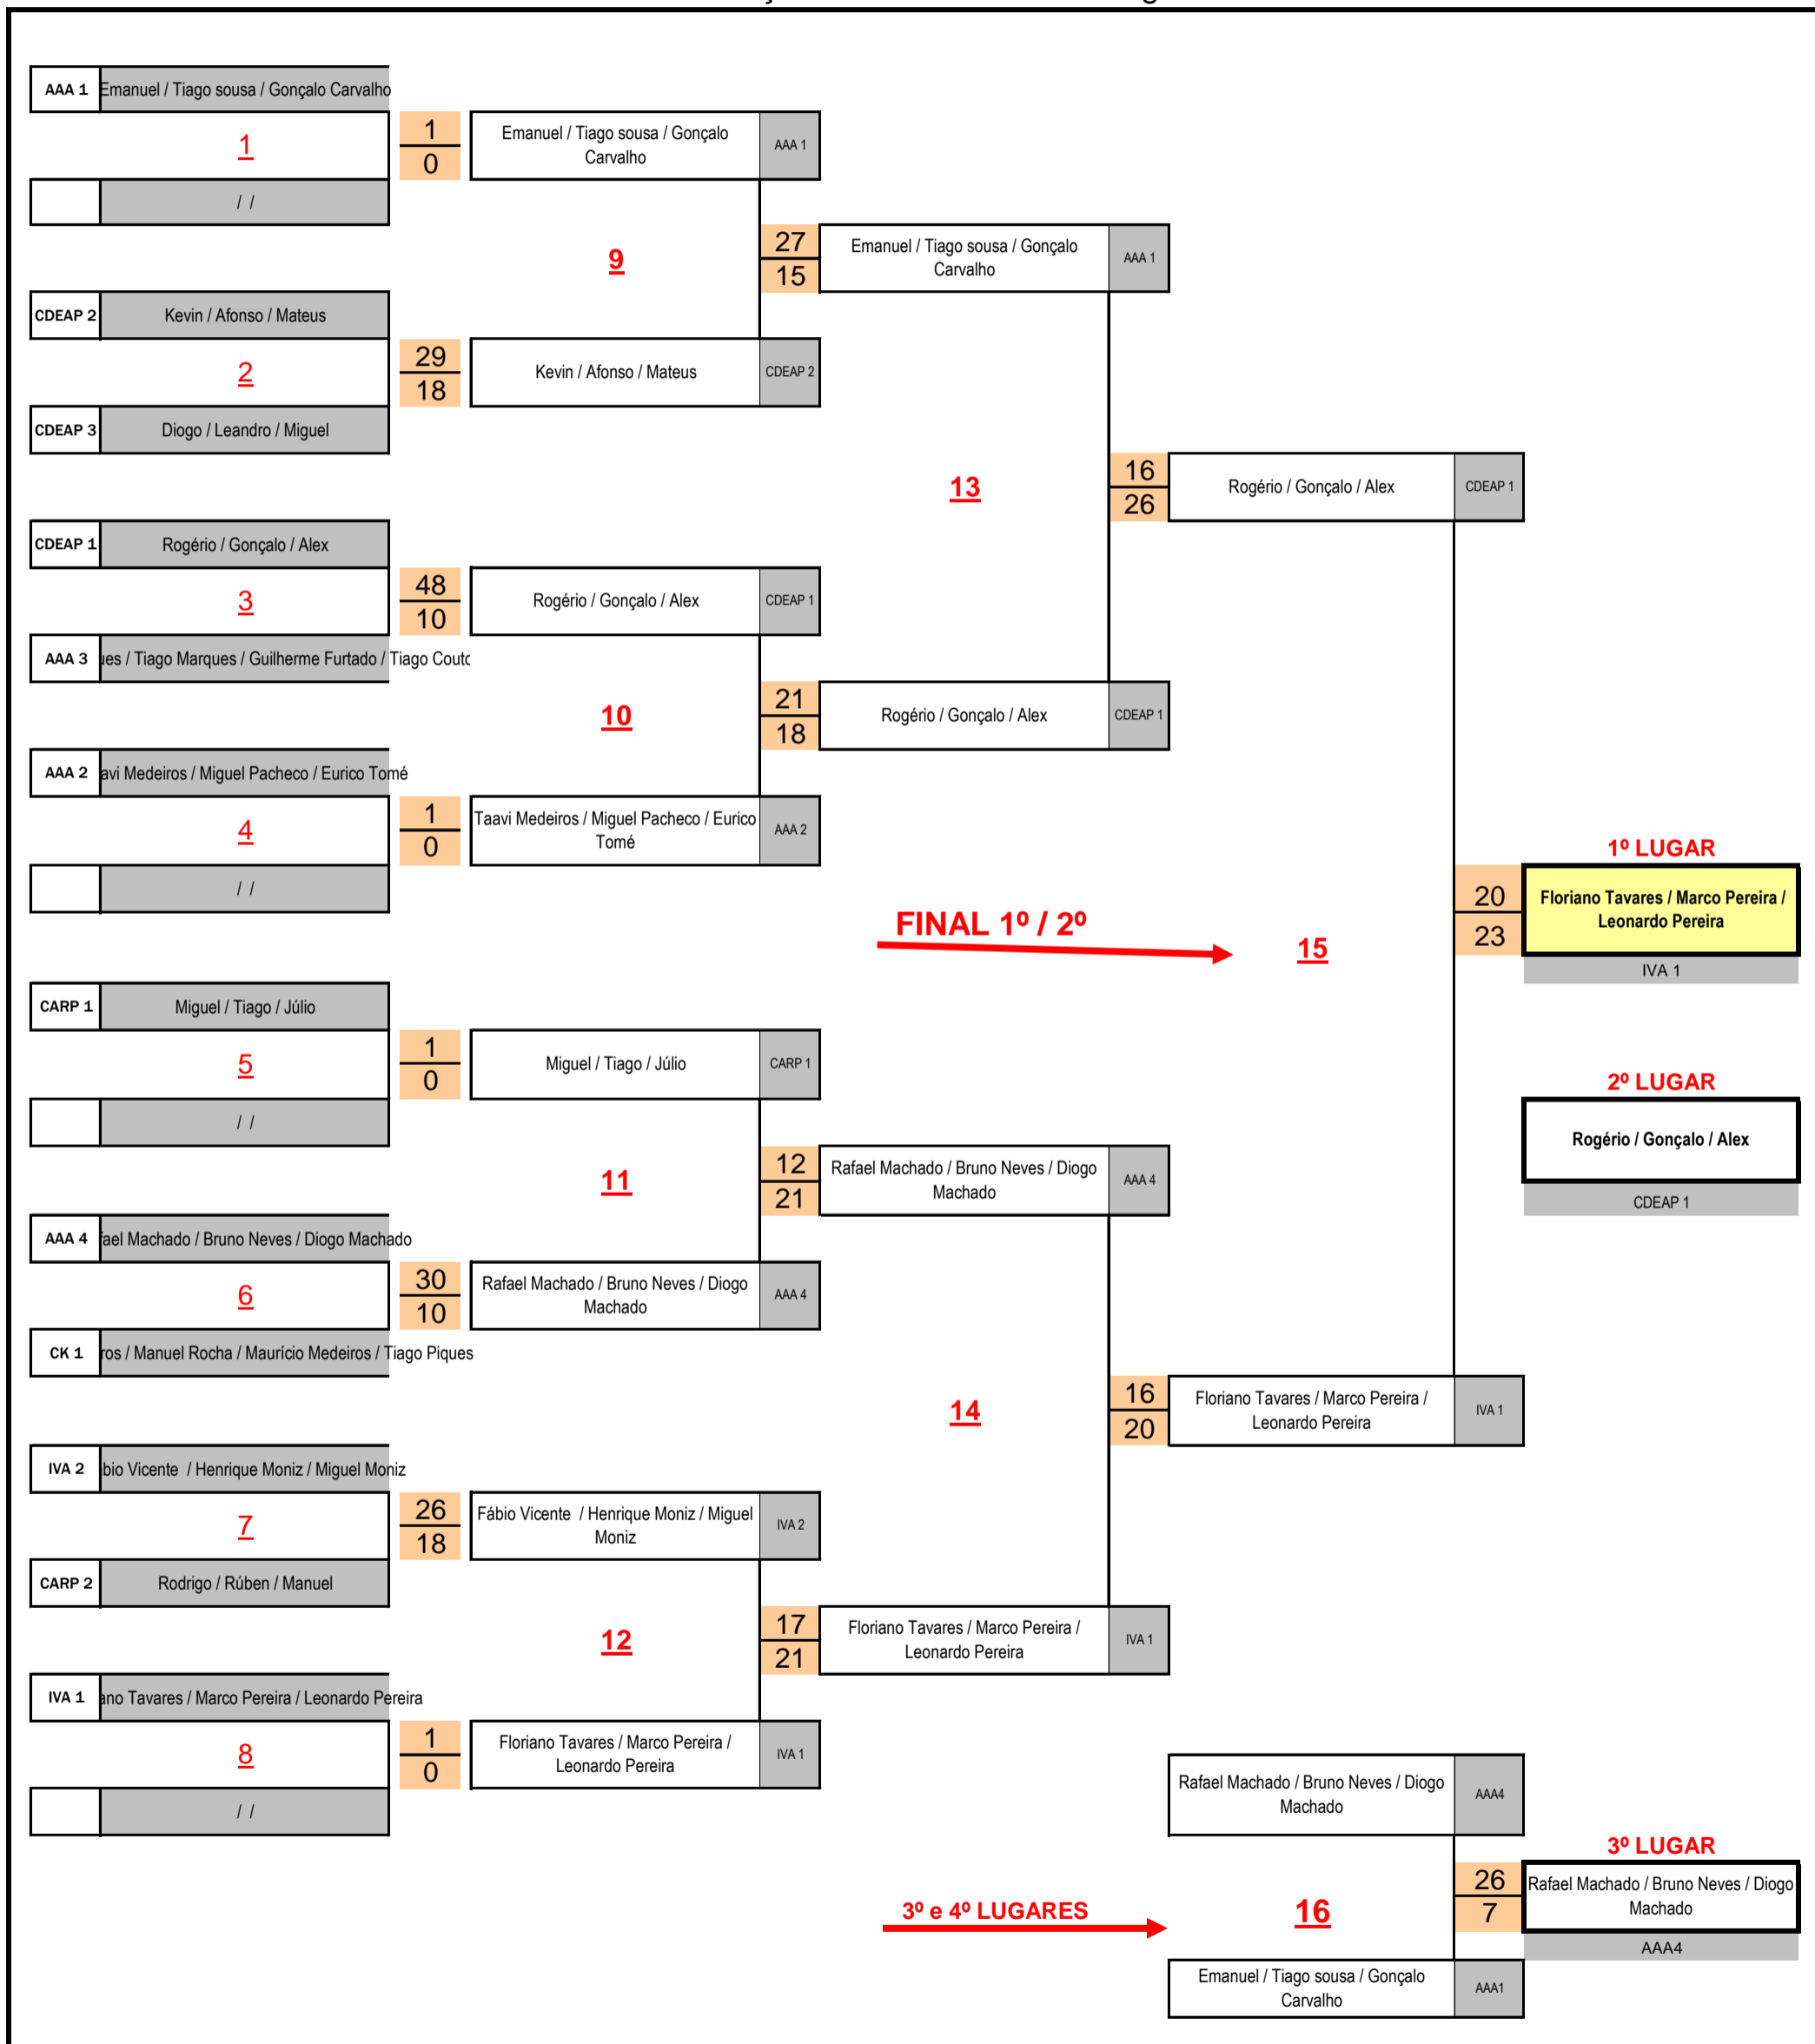 AAA 1 Emanuel / Tiago sousa / Gonçalo Carvalho
1
1
0
Emanuel / Tiago sousa / Gonçalo
Carvalho
AAA 1
/ /
9
27
15
Emanuel / Tiago sousa / Gonçalo
Carvalho
AAA 1
CDEAP 2 Kevin / Afonso / Mateus
2
29
18
Kevin / Afonso / Mateus
CDEAP 2
CDEAP 3 Diogo / Leandro / Miguel
13
16
26
Rogério / Gonçalo / Alex
CDEAP 1
CDEAP 1 Rogério / Gonçalo / Alex
3
48
10
Rogério / Gonçalo / Alex
CDEAP 1
AAA 3 / Tiago Marques / Guilherme Furtado / Tiago
10
21
18
Rogério / Gonçalo / Alex
CDEAP 1
AAA 2 Medeiros / Miguel Pacheco / Eurico Tomé
4
1
0
Taavi Medeiros / Miguel Pacheco / Eurico
Tomé
AAA 2
/ /
1º LUGAR
20
23
Floriano Tavares / Marco Pereira /
Leonardo Pereira
IVA 1
FINAL 1º / 2º
15
CARP 1 Miguel / Tiago / Júlio
5
1
0
Miguel / Tiago / Júlio
CARP 1
/ /
2º LUGAR
Rogério / Gonçalo / Alex
CDEAP 1
11
12
21
Rafael Machado / Bruno Neves / Diogo
Machado
AAA 4
AAA 4 Machado / Bruno Neves / Diogo Machado
6
30
10
Rafael Machado / Bruno Neves / Diogo
Machado
AAA 4
CK 1 / Manuel Rocha / Maurício Medeiros / Tiago Piques
14
16
20
Floriano Tavares / Marco Pereira /
Leonardo Pereira
IVA 1
IVA 2 Vicente / Henrique Moniz / Miguel Moniz
7
26
18
Fábio Vicente / Henrique Moniz / Miguel
Moniz
IVA 2
CARP 2 Rodrigo / Rúben / Manuel
12
17
21
Floriano Tavares / Marco Pereira /
Leonardo Pereira
IVA 1
IVA 1 Tavares / Marco Pereira / Leonardo Pereira
8
1
0
Floriano Tavares / Marco Pereira /
Leonardo Pereira
IVA 1
/ /
Rafael Machado / Bruno Neves / Diogo
Machado
AAA4
3º LUGAR
26
7
Rafael Machado / Bruno Neves / Diogo
Machado
AAA4
3º e 4º LUGARES
16
Emanuel / Tiago sousa / Gonçalo
Carvalho
AAA1